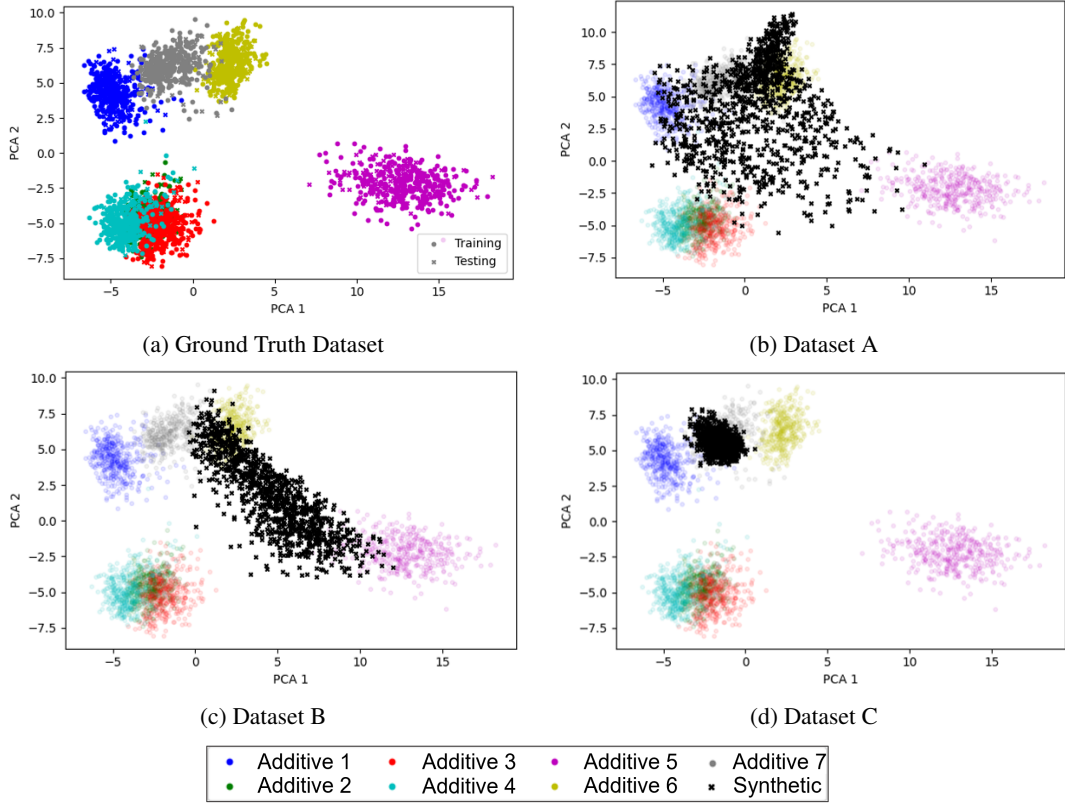 10.0
7.5
5.0
2.5
0.0
−2.5
−5.0
−7.5
PCA 2
−5 0 5 10 15
PCA 1
Training
Testing
(a) Ground Truth Dataset
10.0
7.5
5.0
2.5
0.0
−2.5
−5.0
−7.5
PCA 2
−5 0 5 10 15
PCA 1
(b) Dataset A
10.0
7.5
5.0
2.5
0.0
−2.5
−5.0
−7.5
PCA 2
−5 0 5 10 15
PCA 1
(c) Dataset B
10.0
7.5
5.0
2.5
0.0
−2.5
−5.0
−7.5
PCA 2
−5 0 5 10 15
PCA 1
(d) Dataset C
Additive 1 Additive 3 Additive 5 Additive 7
Additive 2 Additive 4 Additive 6 Synthetic